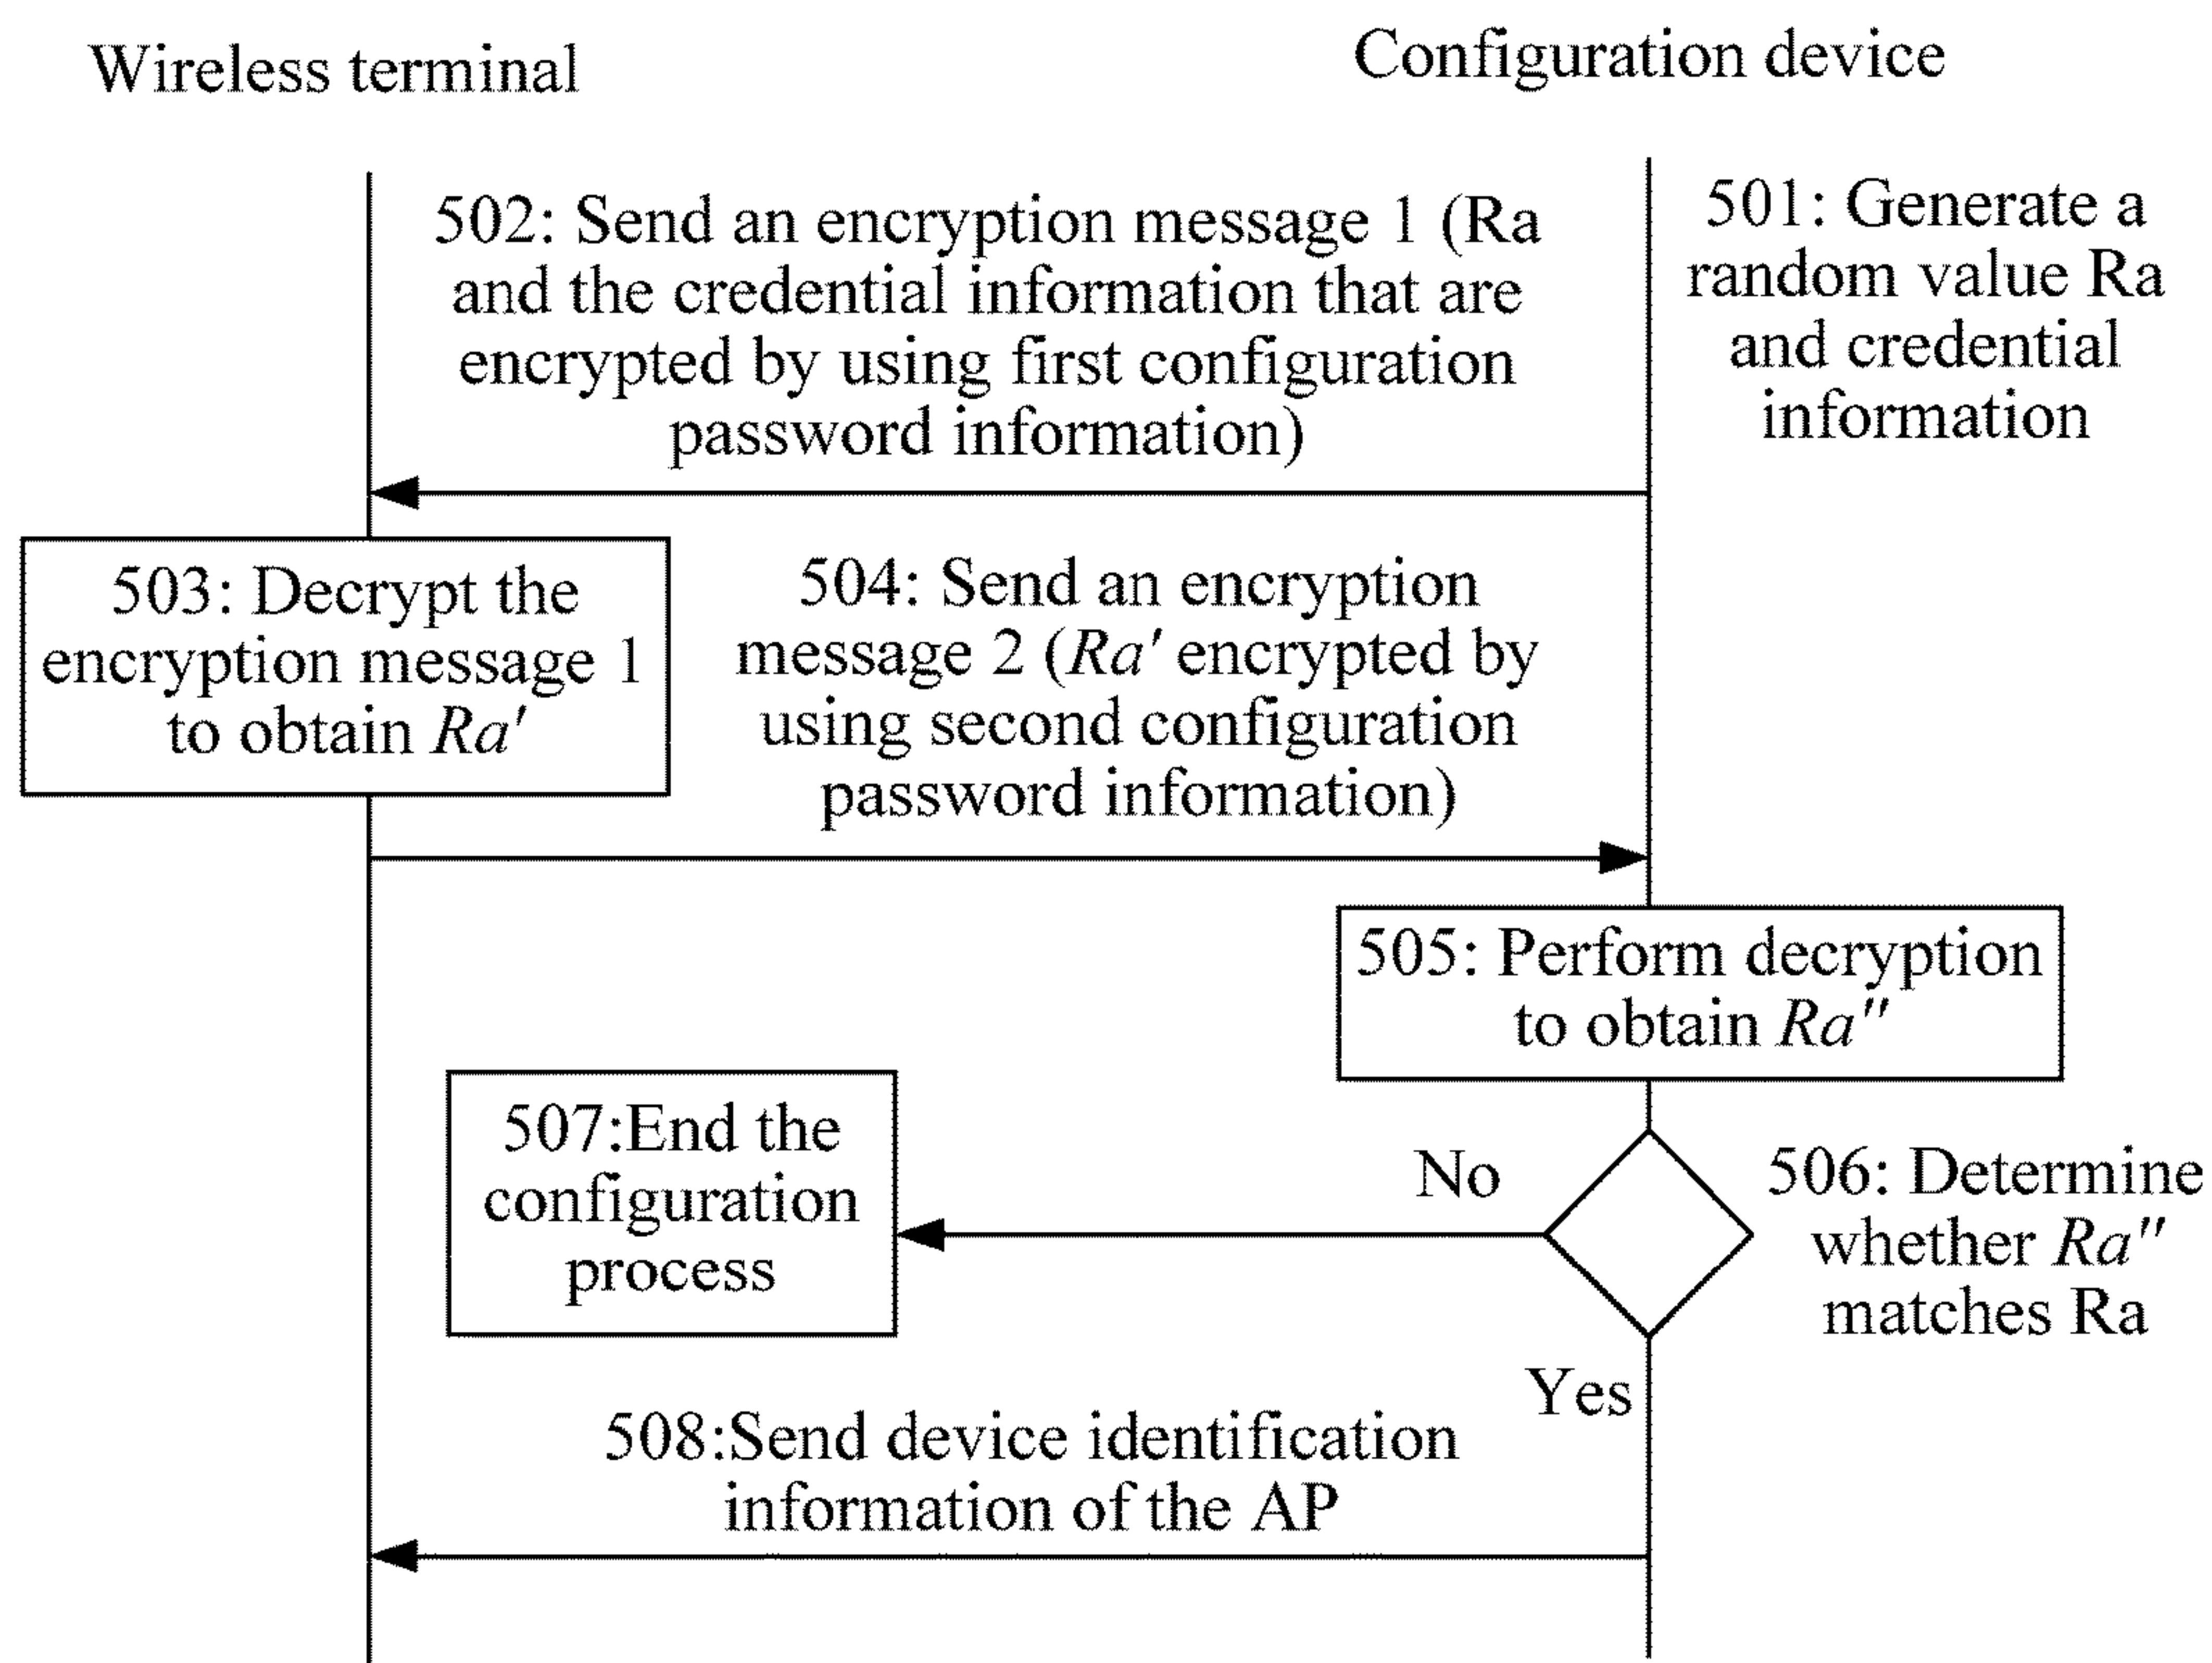 Wireless terminal
Configuration device
501: Generate a
random value Ra
and credential
information
502: Send an encryption message 1 (Ra
and the credential information that are
encrypted by using first configuration
password information)
503: Decrypt the
encryption message 1
to obtain Ra'
504: Send an encryption
message 2 (Ra' encrypted by
using second configuration
password information)
505: Perform decryption
to obtain Ra"
506: Determine
whether Ra"
matches Ra
No
507:End the
configuration
process
Yes
508:Send device identification
information of the AP